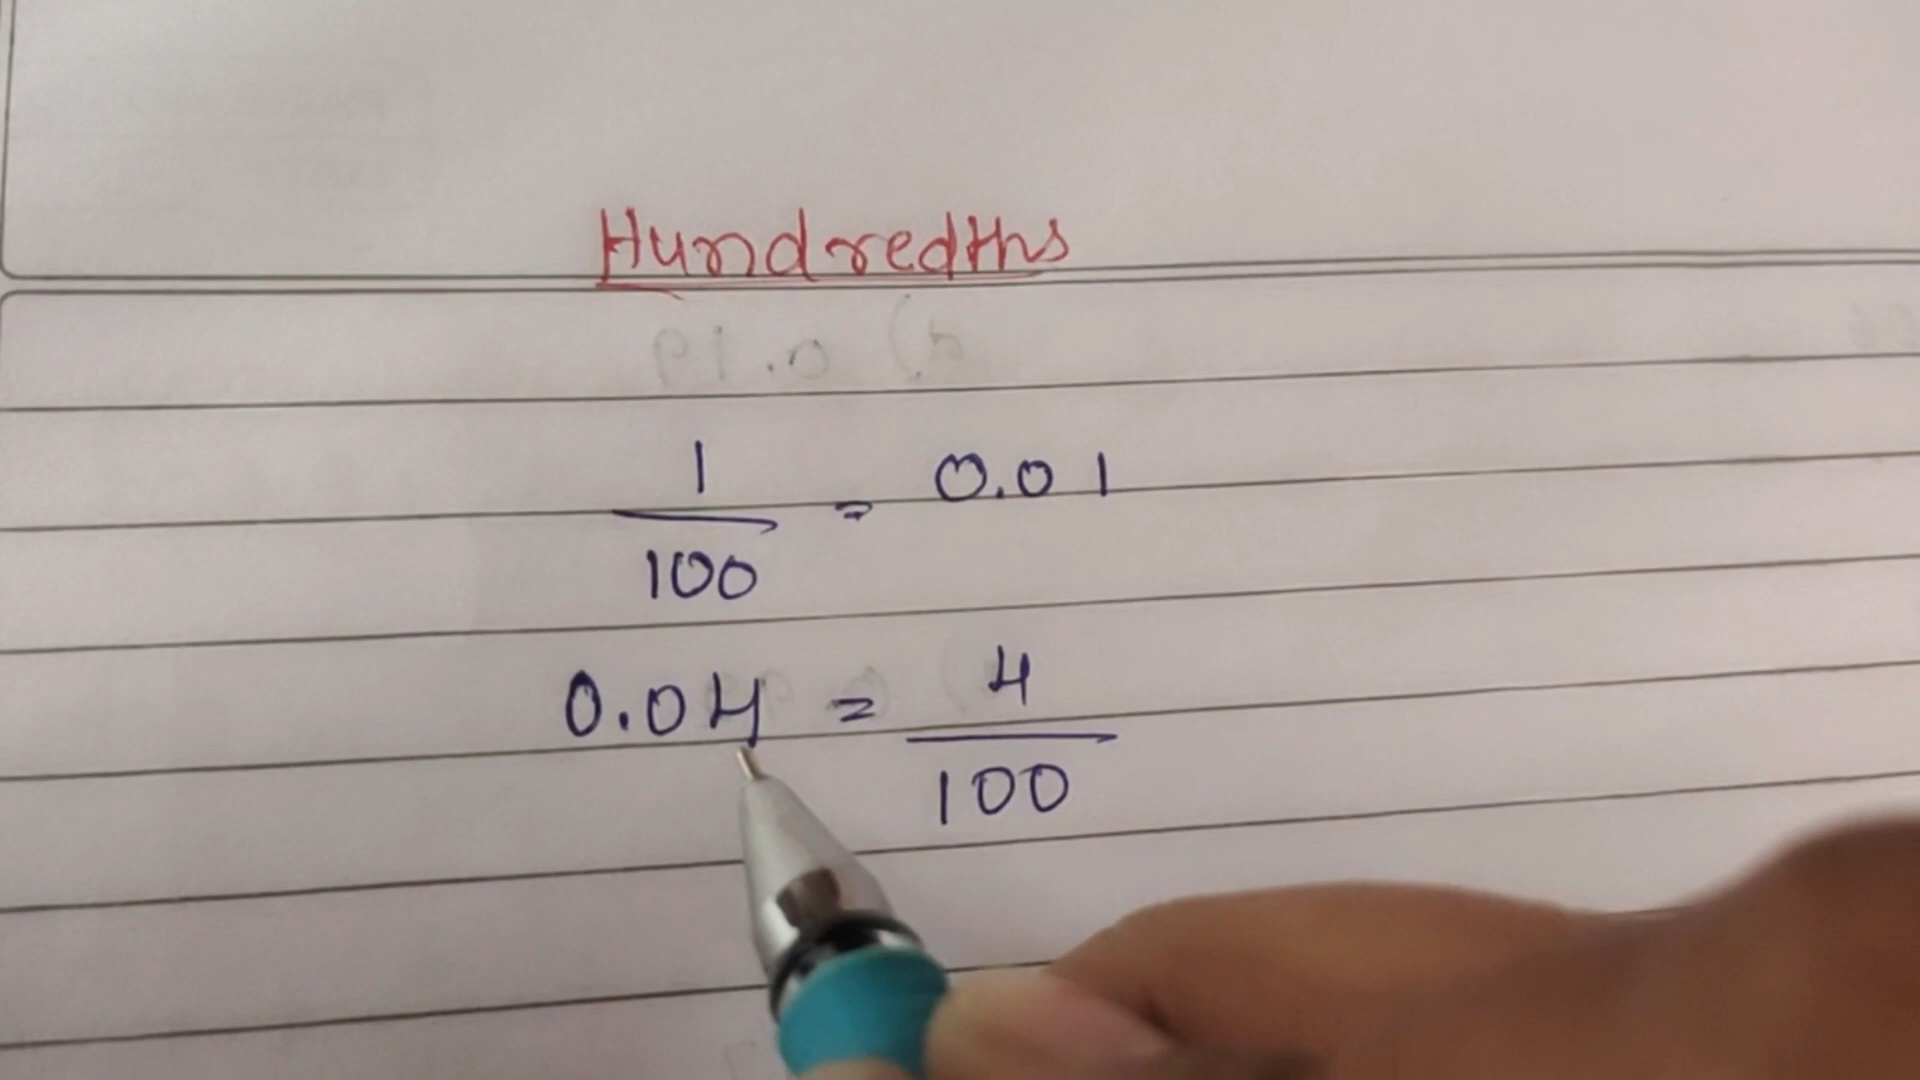 Hundredths
1/100 = 0.01
0.04 = 4/100